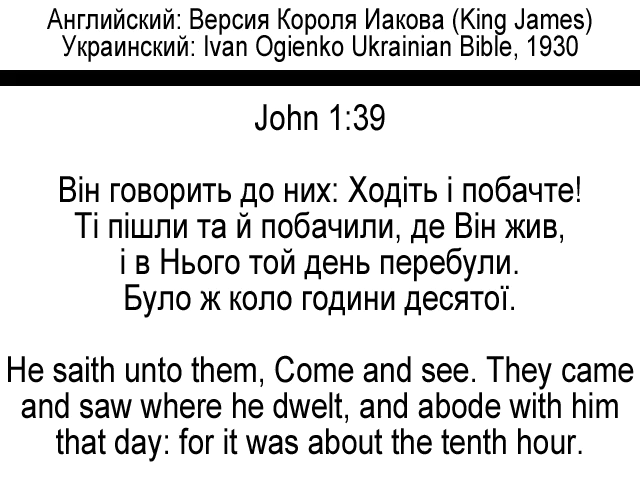 Английский: Версия Короля Иакова (King James)
Украинский: Ivan Ogienko Ukrainian Bible, 1930
John 1:39
Він говорить до них: Ходіть і побачте!
Ті пішли та й побачили, де Він жив,
і в Нього той день перебули.
Було ж коло години десятої.
He saith unto them, Come and see. They came
and saw where he dwelt, and abode with him
that day: for it was about the tenth hour.